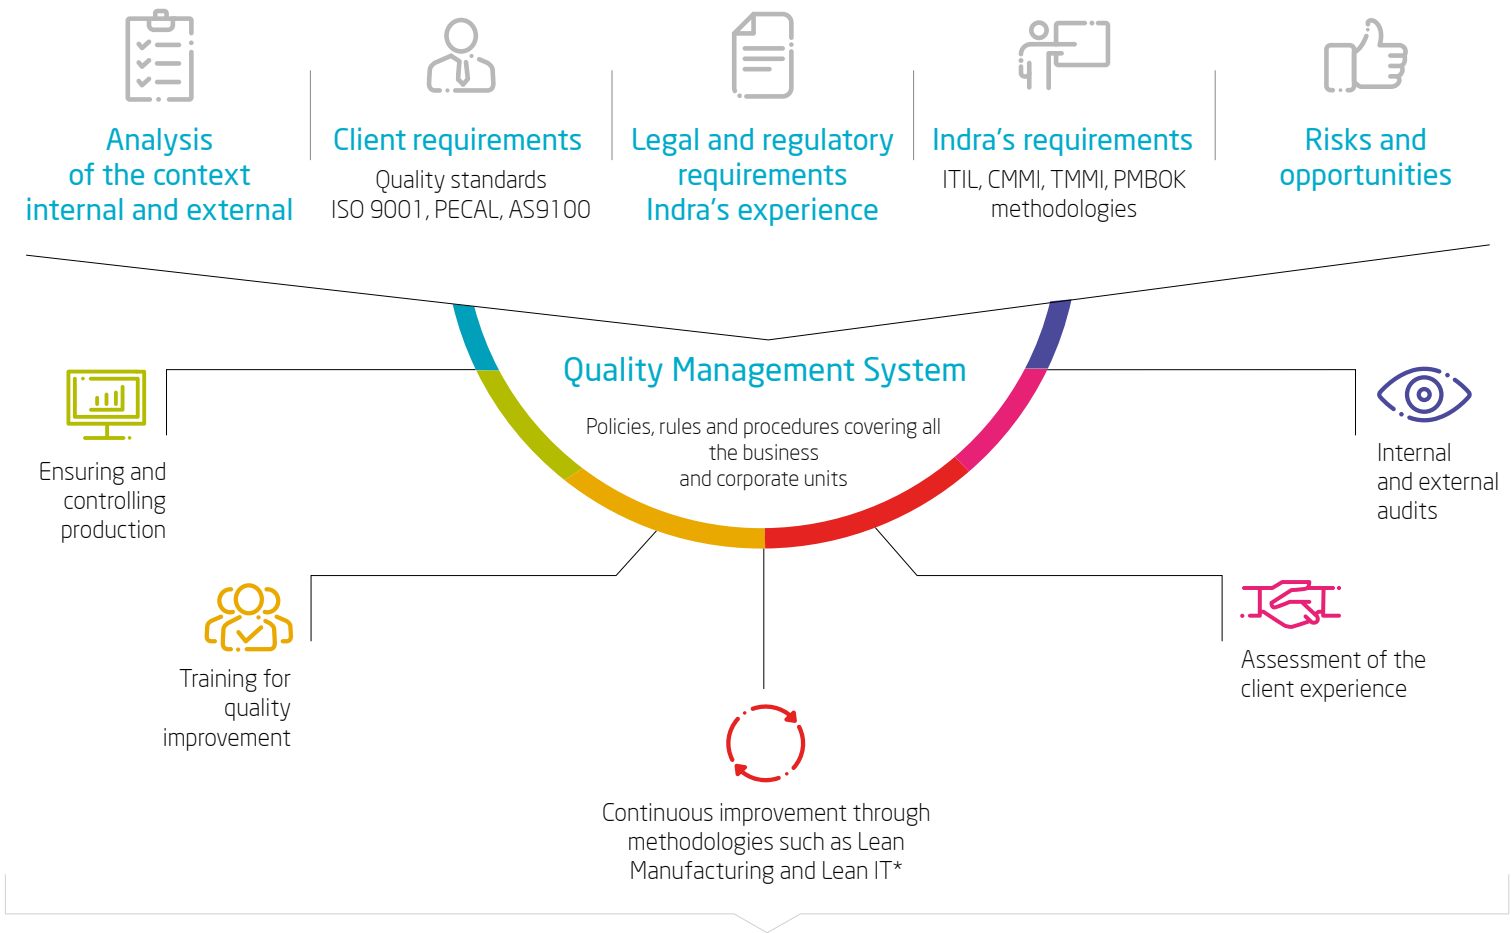 Analysis
of the context
internal and external
Client requirements
Quality standards
ISO 9001, PECAL, AS9100
Legal and regulatory
requirements
Indra's experience
Indra's requirements
ITIL, CMMI, TMMI, PMBOK
methodologies
Risks and
opportunities
Quality Management System
Policies, rules and procedures covering all
the business
and corporate units
Ensuring and
controlling
production
Training for
quality
improvement
Continuous improvement through
methodologies such as Lean
Manufacturing and Lean IT*
Assessment of the
client experience
Internal
and external
audits